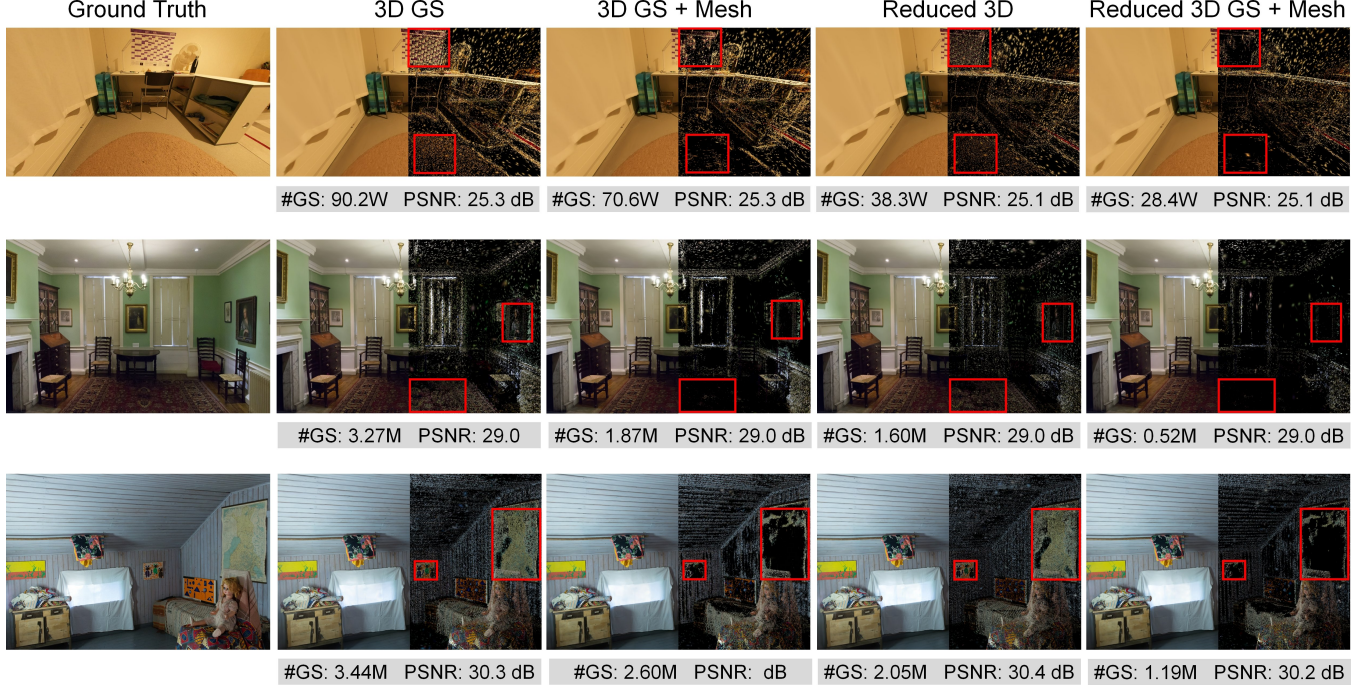 Ground Truth 3D GS 3D GS + Mesh Reduced 3D Reduced 3D GS + Mesh
#GS: 90.2W PSNR: 25.3 dB #GS: 70.6W PSNR: 25.3 dB #GS: 38.3W PSNR: 25.1 dB #GS: 28.4W PSNR: 25.1 dB
#GS: 3.27M PSNR: 29.0 #GS: 1.87M PSNR: 29.0 dB #GS: 1.60M PSNR: 29.0 dB #GS: 0.52M PSNR: 29.0 dB
#GS: 3.44M PSNR: 30.3 dB #GS: 2.60M PSNR: dB #GS: 2.05M PSNR: 30.4 dB #GS: 1.19M PSNR: 30.2 dB